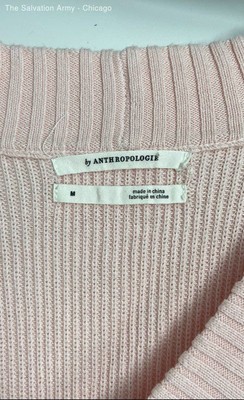 The Salvation Army - Chicago
by ANTHROPOLOGIE
M
made in china
fabriqué en chine